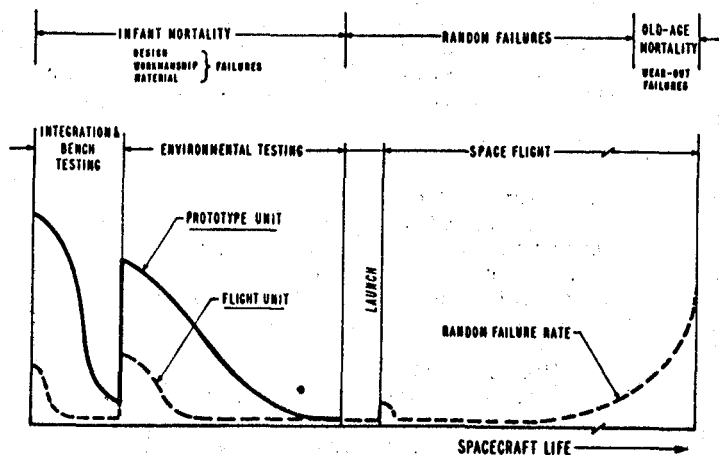 INFANT MORTALITY
RANDOM FAILURES
OLD-AGE
MORTALITY
DESIGN
WORKMANSHIP
MATERIAL
FAILURES
WEAR-OUT
FAILURES
INTEGRATION &
BENCH
TESTING
ENVIRONMENTAL TESTING
SPACE FLIGHT
PROTOTYPE UNIT
FLIGHT UNIT
LAUNCH
RANDOM FAILURE RATE
SPACECRAFT LIFE